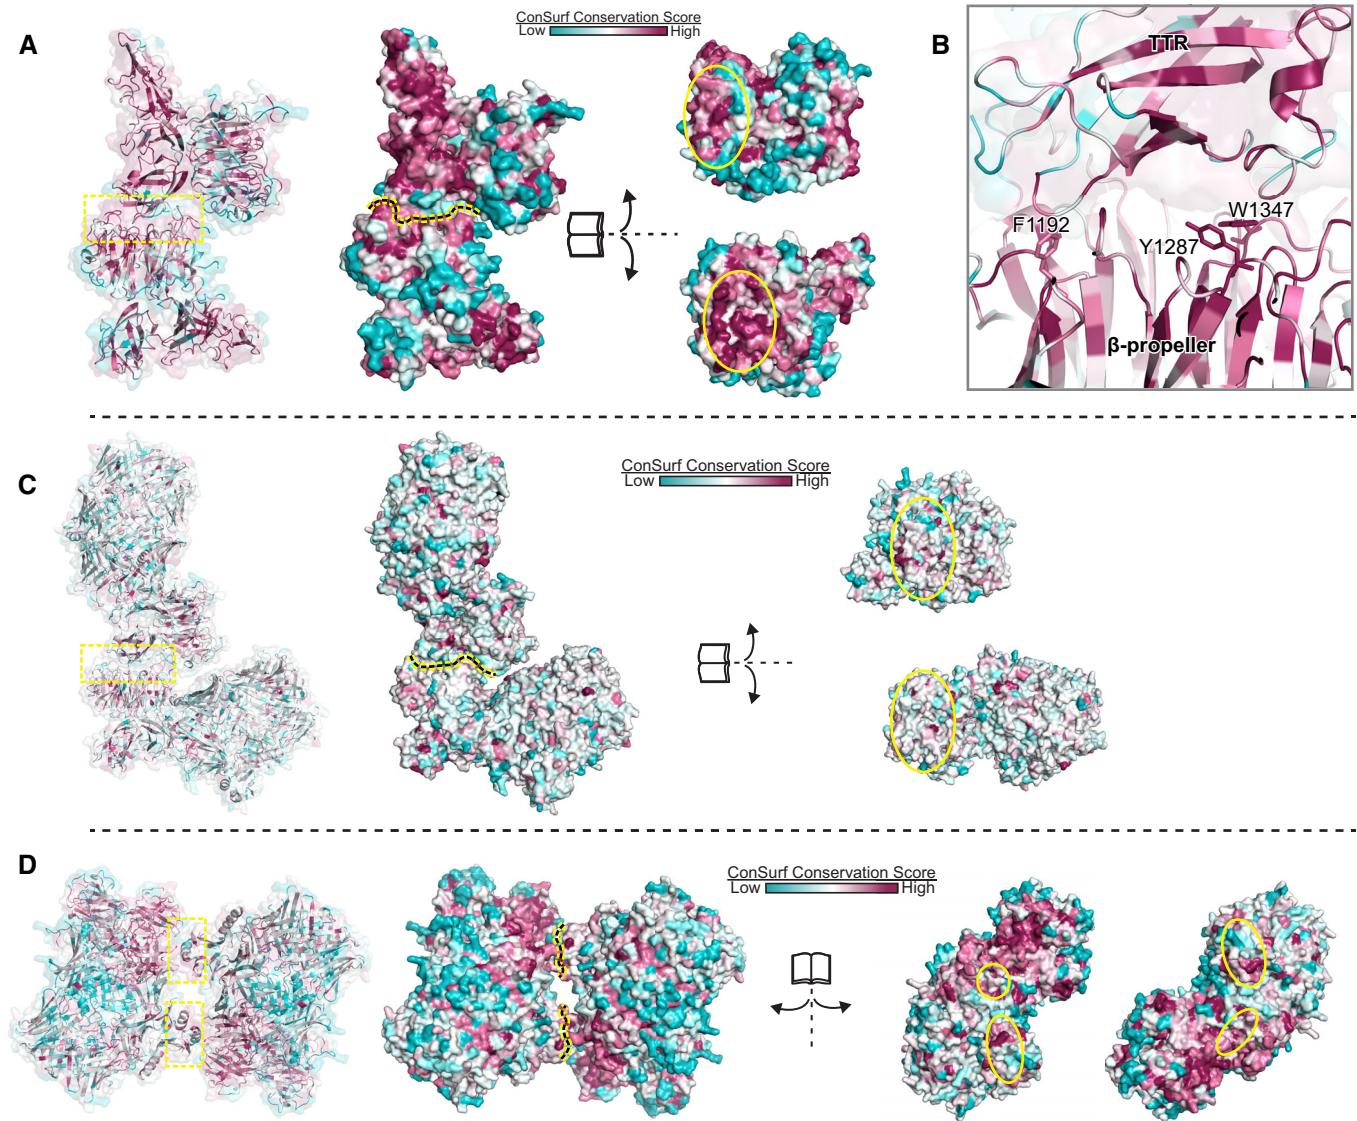 A
ConSurf Conservation Score
Low High
B
TTR
F1192
W1347
Y1287
β-propeller
C
ConSurf Conservation Score
Low High
D
ConSurf Conservation Score
Low High